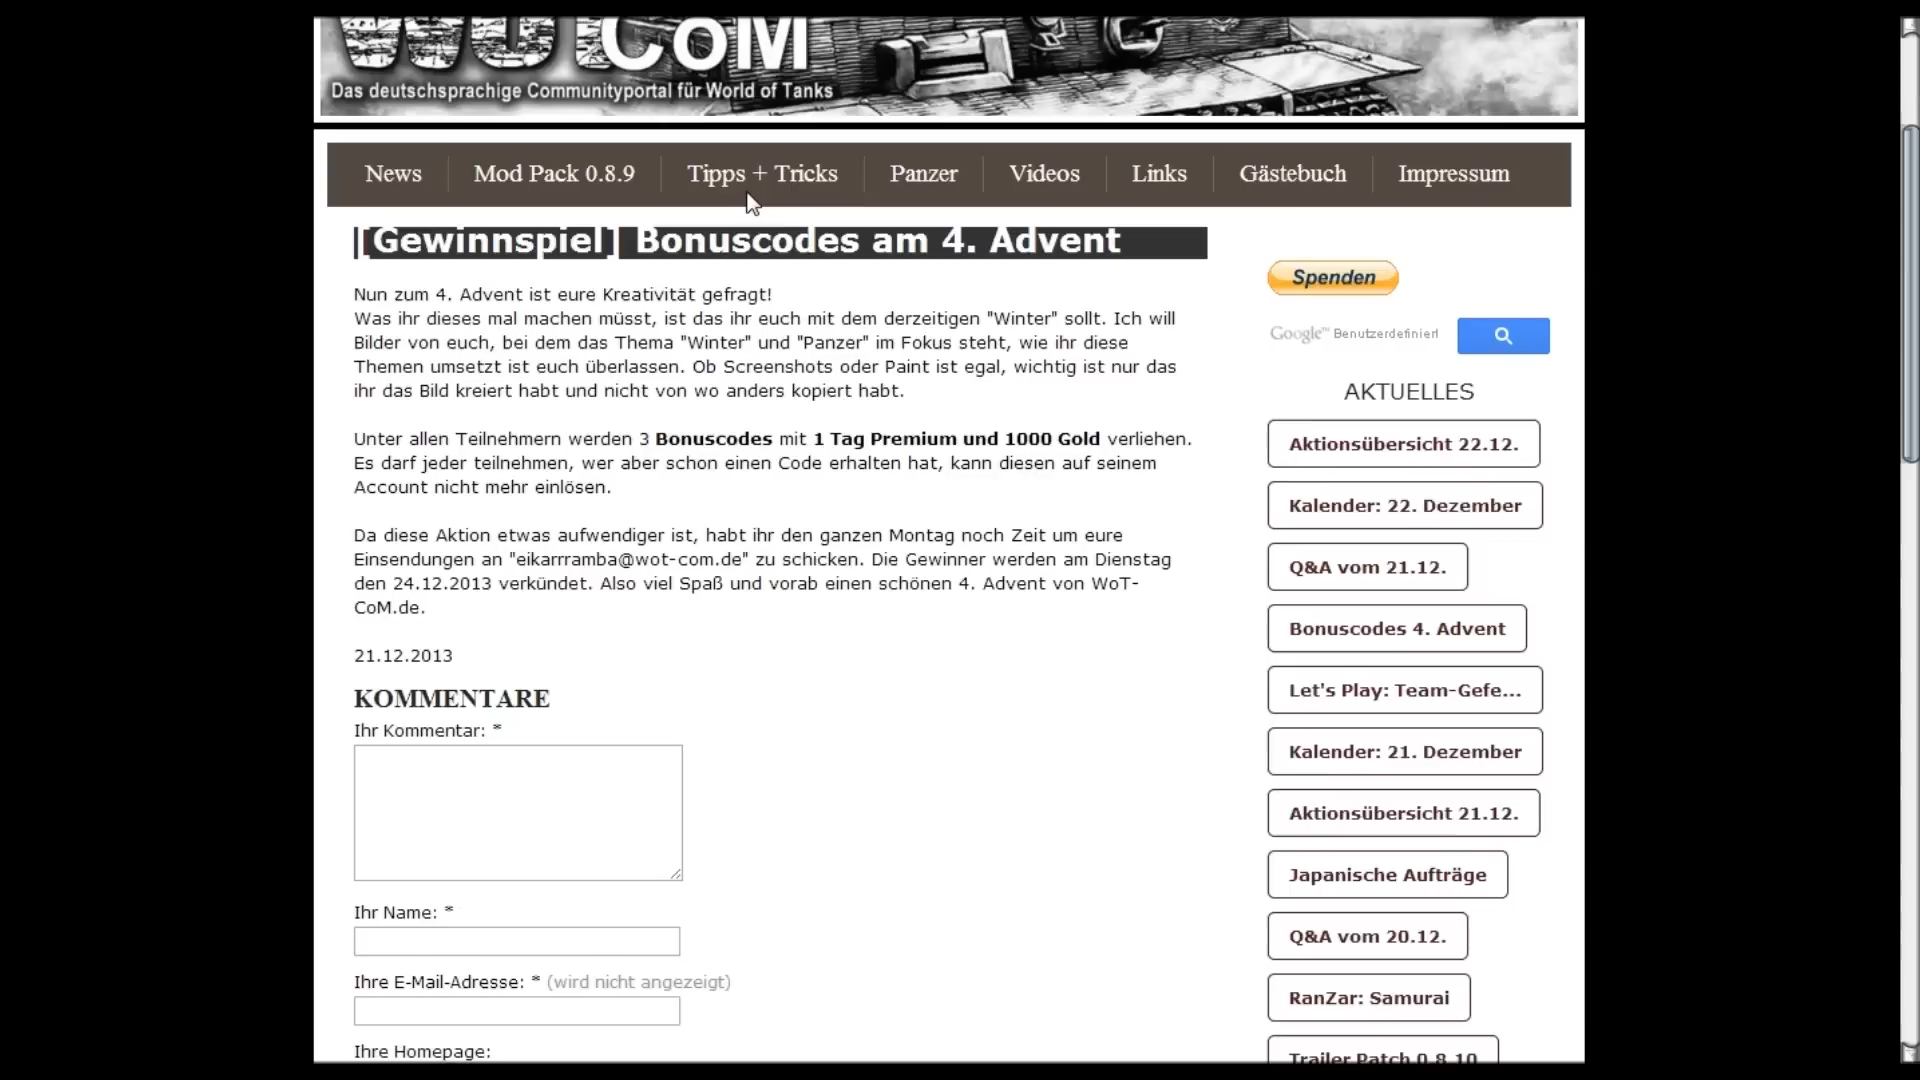 WOTCoM
Das deutschsprachige Communityportal für World of Tanks
News Mod Pack 0.8.9 Tipps + Tricks Panzer Videos Links Gästebuch Impressum
[Gewinnspiel] Bonuscodes am 4. Advent
Nun zum 4. Advent ist eure Kreativität gefragt!
Was ihr dieses mal machen müsst, ist das ihr euch mit dem derzeitigen "Winter" sollt. Ich will
Bilder von euch, bei dem das Thema "Winter" und "Panzer" im Fokus steht, wie ihr diese
Themen umsetzt ist euch überlassen. Ob Screenshots oder Paint ist egal, wichtig ist nur das
ihr das Bild kreiert habt und nicht von wo anders kopiert habt.
Unter allen Teilnehmern werden 3 Bonuscodes mit 1 Tag Premium und 1000 Gold verliehen.
Es darf jeder teilnehmen, wer aber schon einen Code erhalten hat, kann diesen auf seinem
Account nicht mehr einlösen.
Da diese Aktion etwas aufwendiger ist, habt ihr den ganzen Montag noch Zeit um eure
Einsendungen an "eikarrramba@wot-com.de" zu schicken. Die Gewinner werden am Dienstag
den 24.12.2013 verkündet. Also viel Spaß und vorab einen schönen 4. Advent von WoT-
CoM.de.
21.12.2013
KOMMENTARE
Ihr Kommentar: *
Ihr Name: *
Ihre E-Mail-Adresse: * (wird nicht angezeigt)
Ihre Homepage:
Spenden
Google™ Benutzerdefiniert
AKTUELLES
Aktionsübersicht 22.12.
Kalender: 22. Dezember
Q&A vom 21.12.
Bonuscodes 4. Advent
Let's Play: Team-Gefe...
Kalender: 21. Dezember
Aktionsübersicht 21.12.
Japanische Aufträge
Q&A vom 20.12.
RanZar: Samurai
Trailer Patch 0.8.10